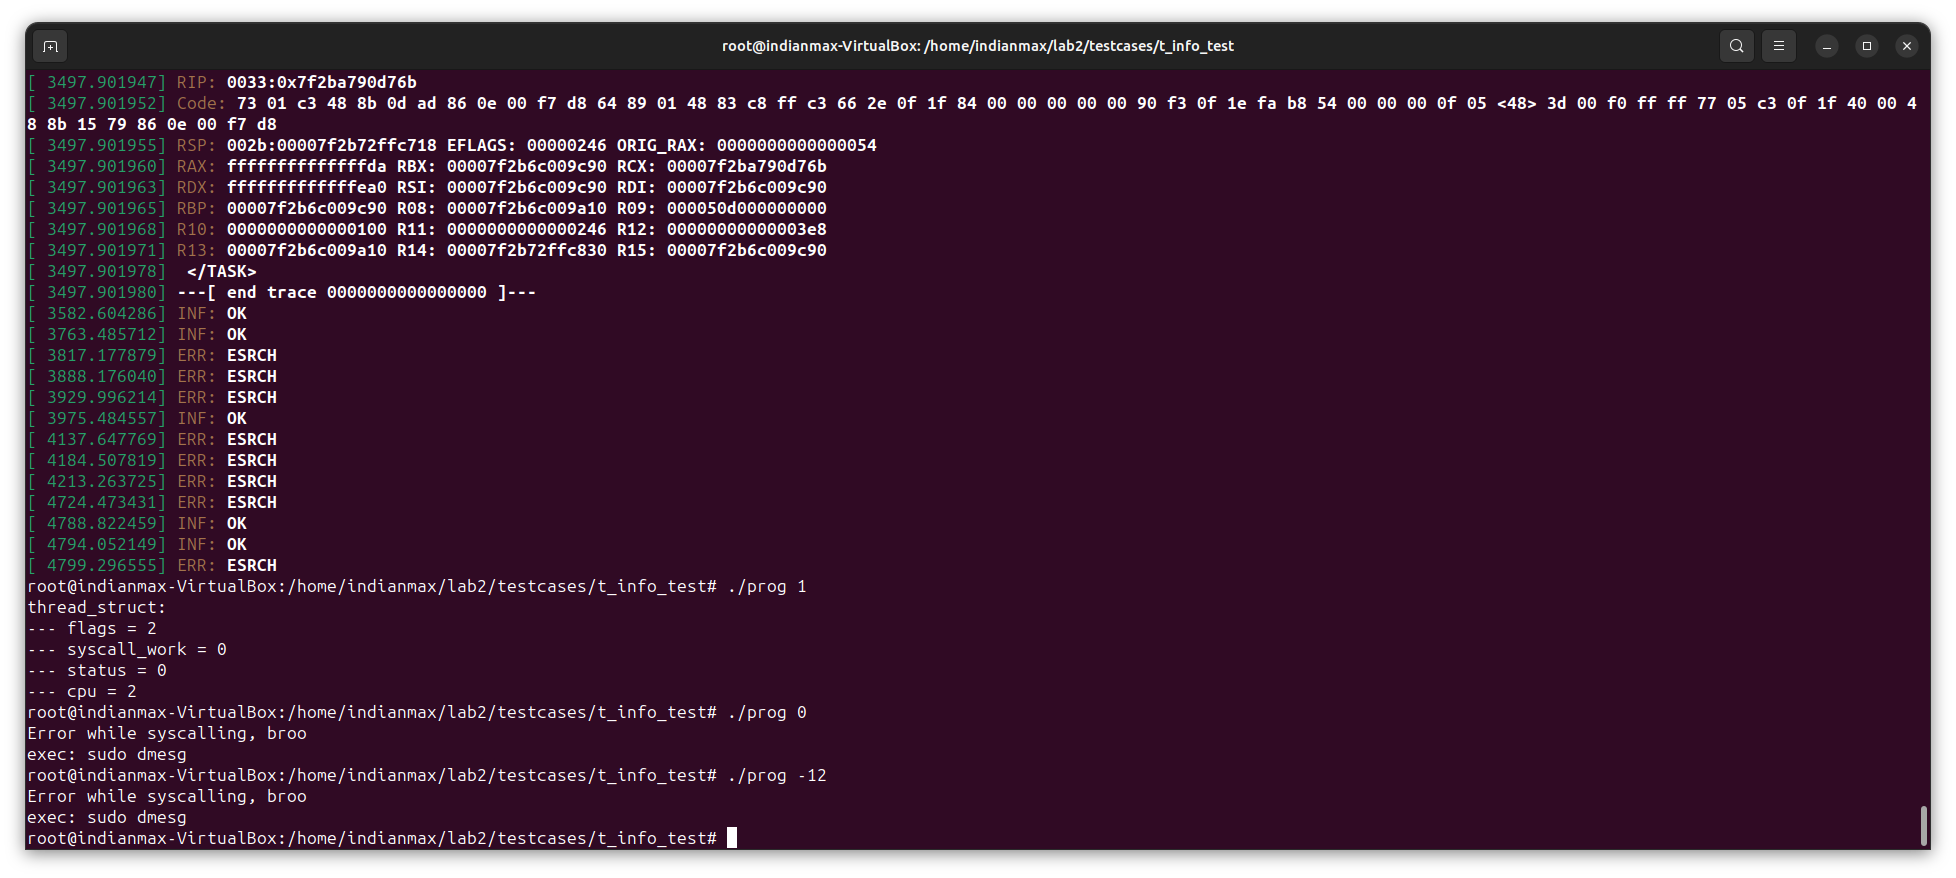 root@indianmax-VirtualBox: /home/indianmax/lab2/testcases/t_info_test
[ 3497.901947] RIP: 0033:0x7f2ba790d76b
[ 3497.901952] Code: 73 01 c3 48 8b 0d ad 86 0e 00 f7 d8 64 89 01 48 83 c8 ff c3 66 2e 0f 1f 84 00 00 00 00 00 90 f3 0f 1e fa b8 54 00 00 00 0f 05 <48> 3d 00 f0 ff ff 77 05 c3 0f 1f 40 00 4
8 8b 15 79 86 0e 00 f7 d8
[ 3497.901955] RSP: 002b:00007f2b72ffc718 EFLAGS: 00000246 ORIG_RAX: 0000000000000054
[ 3497.901960] RAX: ffffffffffffffda RBX: 00007f2b6c009c90 RCX: 00007f2ba790d76b
[ 3497.901963] RDX: fffffffffffffea0 RSI: 00007f2b6c009c90 RDI: 00007f2b6c009c90
[ 3497.901965] RBP: 00007f2b6c009c90 R08: 00007f2b6c009a10 R09: 000050d000000000
[ 3497.901968] R10: 0000000000000100 R11: 0000000000000246 R12: 00000000000003e8
[ 3497.901971] R13: 00007f2b6c009a10 R14: 00007f2b72ffc830 R15: 00007f2b6c009c90
[ 3497.901978]  </TASK>
[ 3497.901980] ---[ end trace 0000000000000000 ]---
[ 3582.604286] INF: OK
[ 3763.485712] INF: OK
[ 3817.177879] ERR: ESRCH
[ 3888.176040] ERR: ESRCH
[ 3929.996214] ERR: ESRCH
[ 3975.484557] INF: OK
[ 4137.647769] ERR: ESRCH
[ 4184.507819] ERR: ESRCH
[ 4213.263725] ERR: ESRCH
[ 4724.473431] ERR: ESRCH
[ 4788.822459] INF: OK
[ 4794.052149] INF: OK
[ 4799.296555] ERR: ESRCH
root@indianmax-VirtualBox:/home/indianmax/lab2/testcases/t_info_test# ./prog 1
thread_struct:
--- flags = 2
--- syscall_work = 0
--- status = 0
--- cpu = 2
root@indianmax-VirtualBox:/home/indianmax/lab2/testcases/t_info_test# ./prog 0
Error while syscalling, broo
exec: sudo dmesg
root@indianmax-VirtualBox:/home/indianmax/lab2/testcases/t_info_test# ./prog -12
Error while syscalling, broo
exec: sudo dmesg
root@indianmax-VirtualBox:/home/indianmax/lab2/testcases/t_info_test#